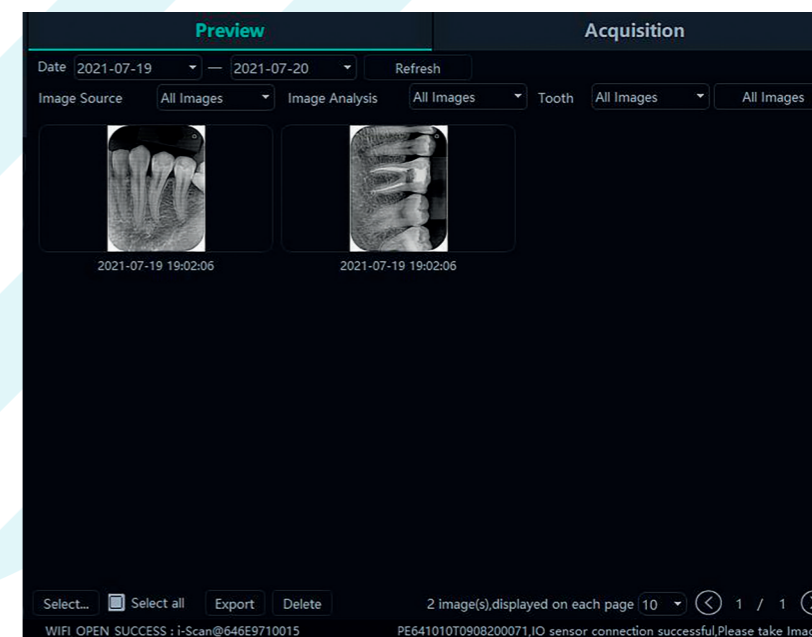 Preview Acquisition
Date 2021-07-19 — 2021-07-20 Refresh
Image Source All Images Image Analysis All Images Tooth All Images All Images
2021-07-19 19:02:06 2021-07-19 19:02:06
Select... Select all Export Delete 2 image(s),displayed on each page 10 1 / 1
WIFI OPEN SUCCESS : i-Scan@646E9710015 PE641010T0908200071,IO sensor connection successful,Please take Imag